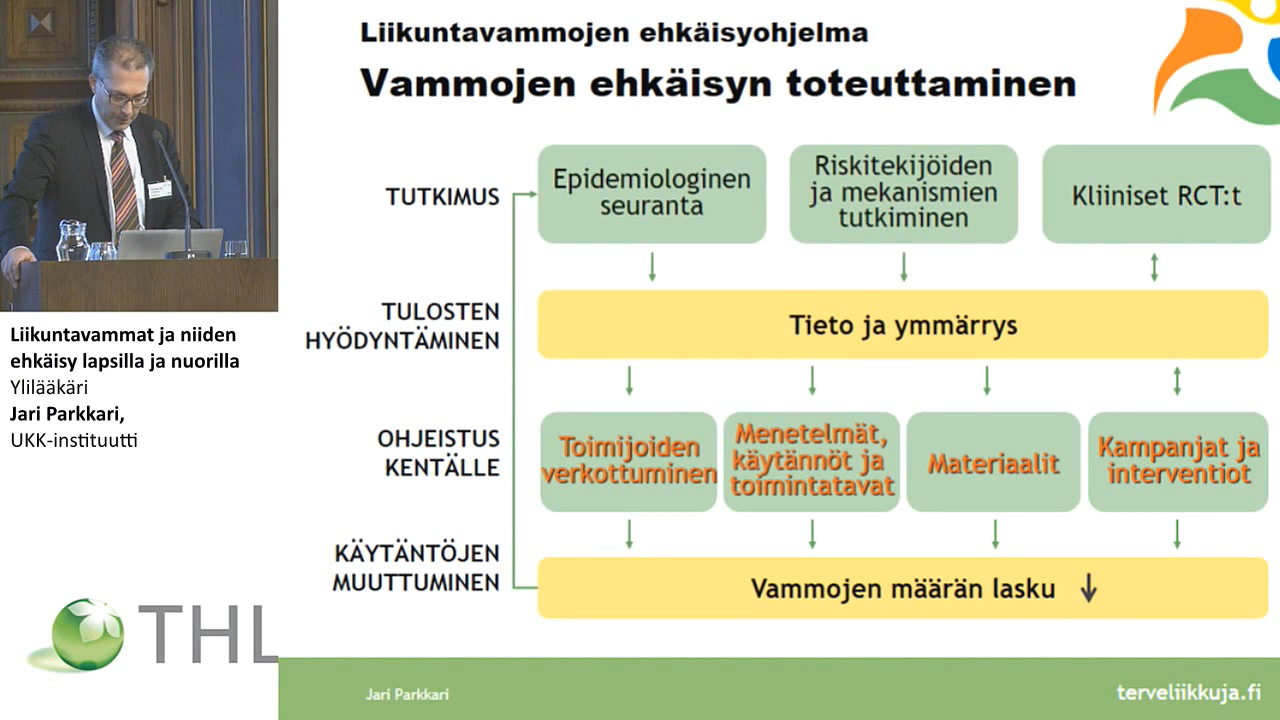 Liikuntavammojen ehkäisyohjelma
Vammojen ehkäisyn toteuttaminen
TUTKIMUS
Epidemiologinen
seuranta
Riskitekijöiden
ja mekanismien
tutkiminen
Kliiniset RCT:t
TULOSTEN
HYÖDYNTÄMINEN
Tieto ja ymmärrys
OHJEISTUS
KENTÄLLE
Toimijoiden
verkottuminen
Menetelmät,
käytännöt ja
toimintatavat
Materiaalit
Kampanjat ja
interventiot
KÄYTÄNTÖJEN
MUUTTUMINEN
Vammojen määrän lasku
Jari Parkkari
terveliikkuja.fi
Liikuntavammat ja niiden
ehkäisy lapsilla ja nuorilla
Ylilääkäri
Jari Parkkari,
UKK-instituutti
THL